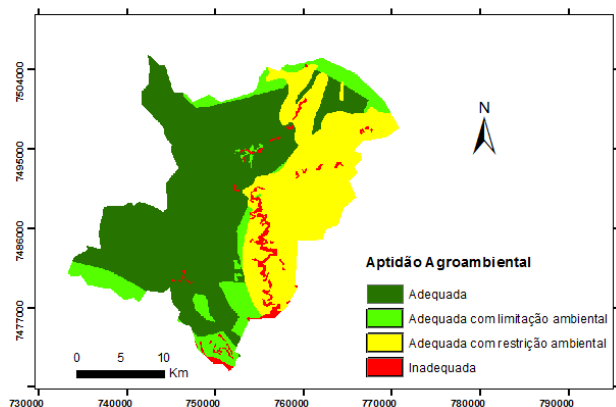 7504000
7495000
7486000
7477000
N
Aptidão Agroambiental
Adequada
Adequada com limitação ambiental
Adequada com restrição ambiental
Inadequada
0 5 10
Km
730000 740000 750000 760000 770000 780000 790000